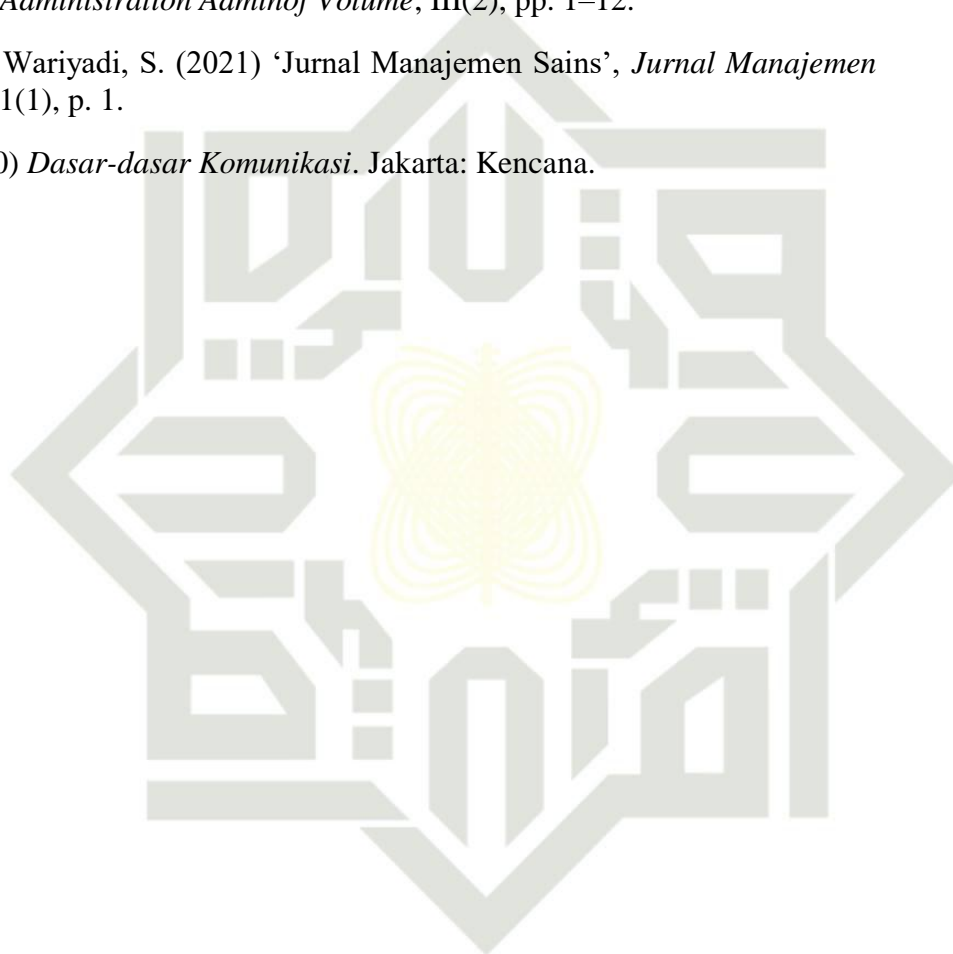 Administration Adminof Volume, III(2), pp. 1–12.
Wariyadi, S. (2021) ‘Jurnal Manajemen Sains’, Jurnal Manajemen
1(1), p. 1.
0) Dasar-dasar Komunikasi. Jakarta: Kencana.